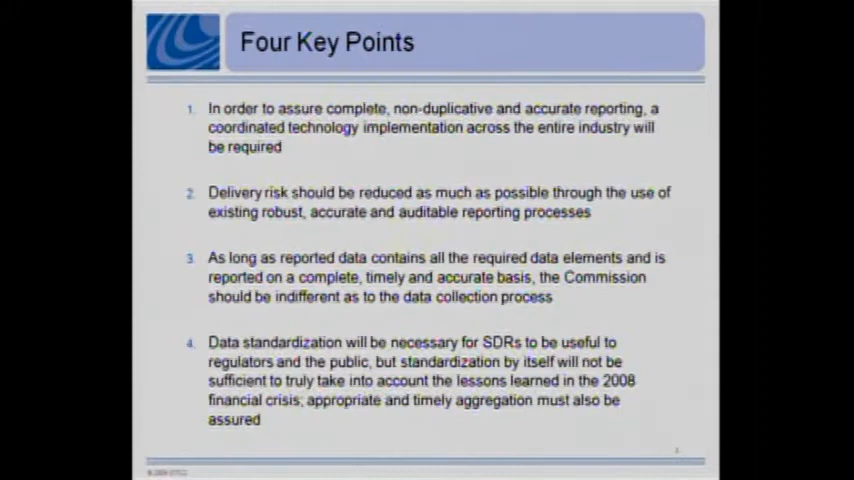 Four Key Points
1. In order to assure complete, non-duplicative and accurate reporting, a
coordinated technology implementation across the entire industry will
be required
2. Delivery risk should be reduced as much as possible through the use of
existing robust, accurate and auditable reporting processes
3. As long as reported data contains all the required data elements and is
reported on a complete, timely and accurate basis, the Commission
should be indifferent as to the data collection process
4. Data standardization will be necessary for SDRs to be useful to
regulators and the public, but standardization by itself will not be
sufficient to truly take into account the lessons learned in the 2008
financial crisis; appropriate and timely aggregation must also be
assured